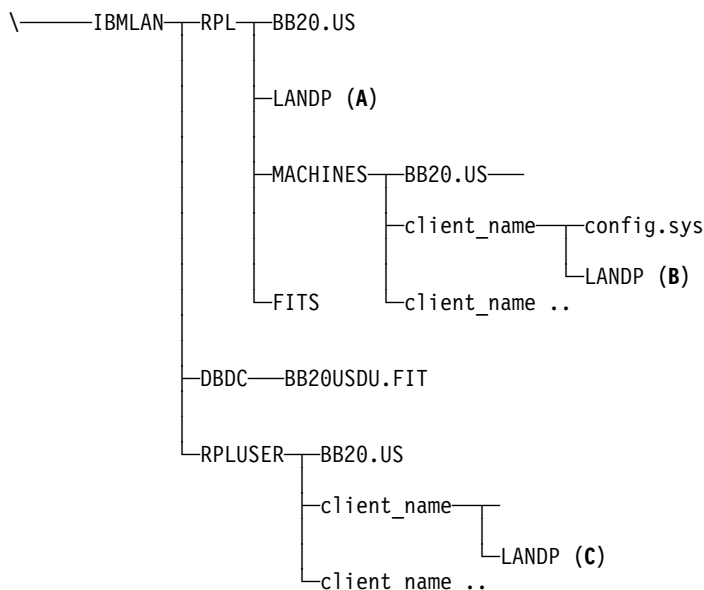 \ IBMLAN RPL BB20.US
LANDP (A)
MACHINES BB20.US
client_name config.sys
LANDP (B)
FITS client_name ..
DBDC BB20USDU.FIT
RPLUSER BB20.US
client_name
LANDP (C)
client name ..